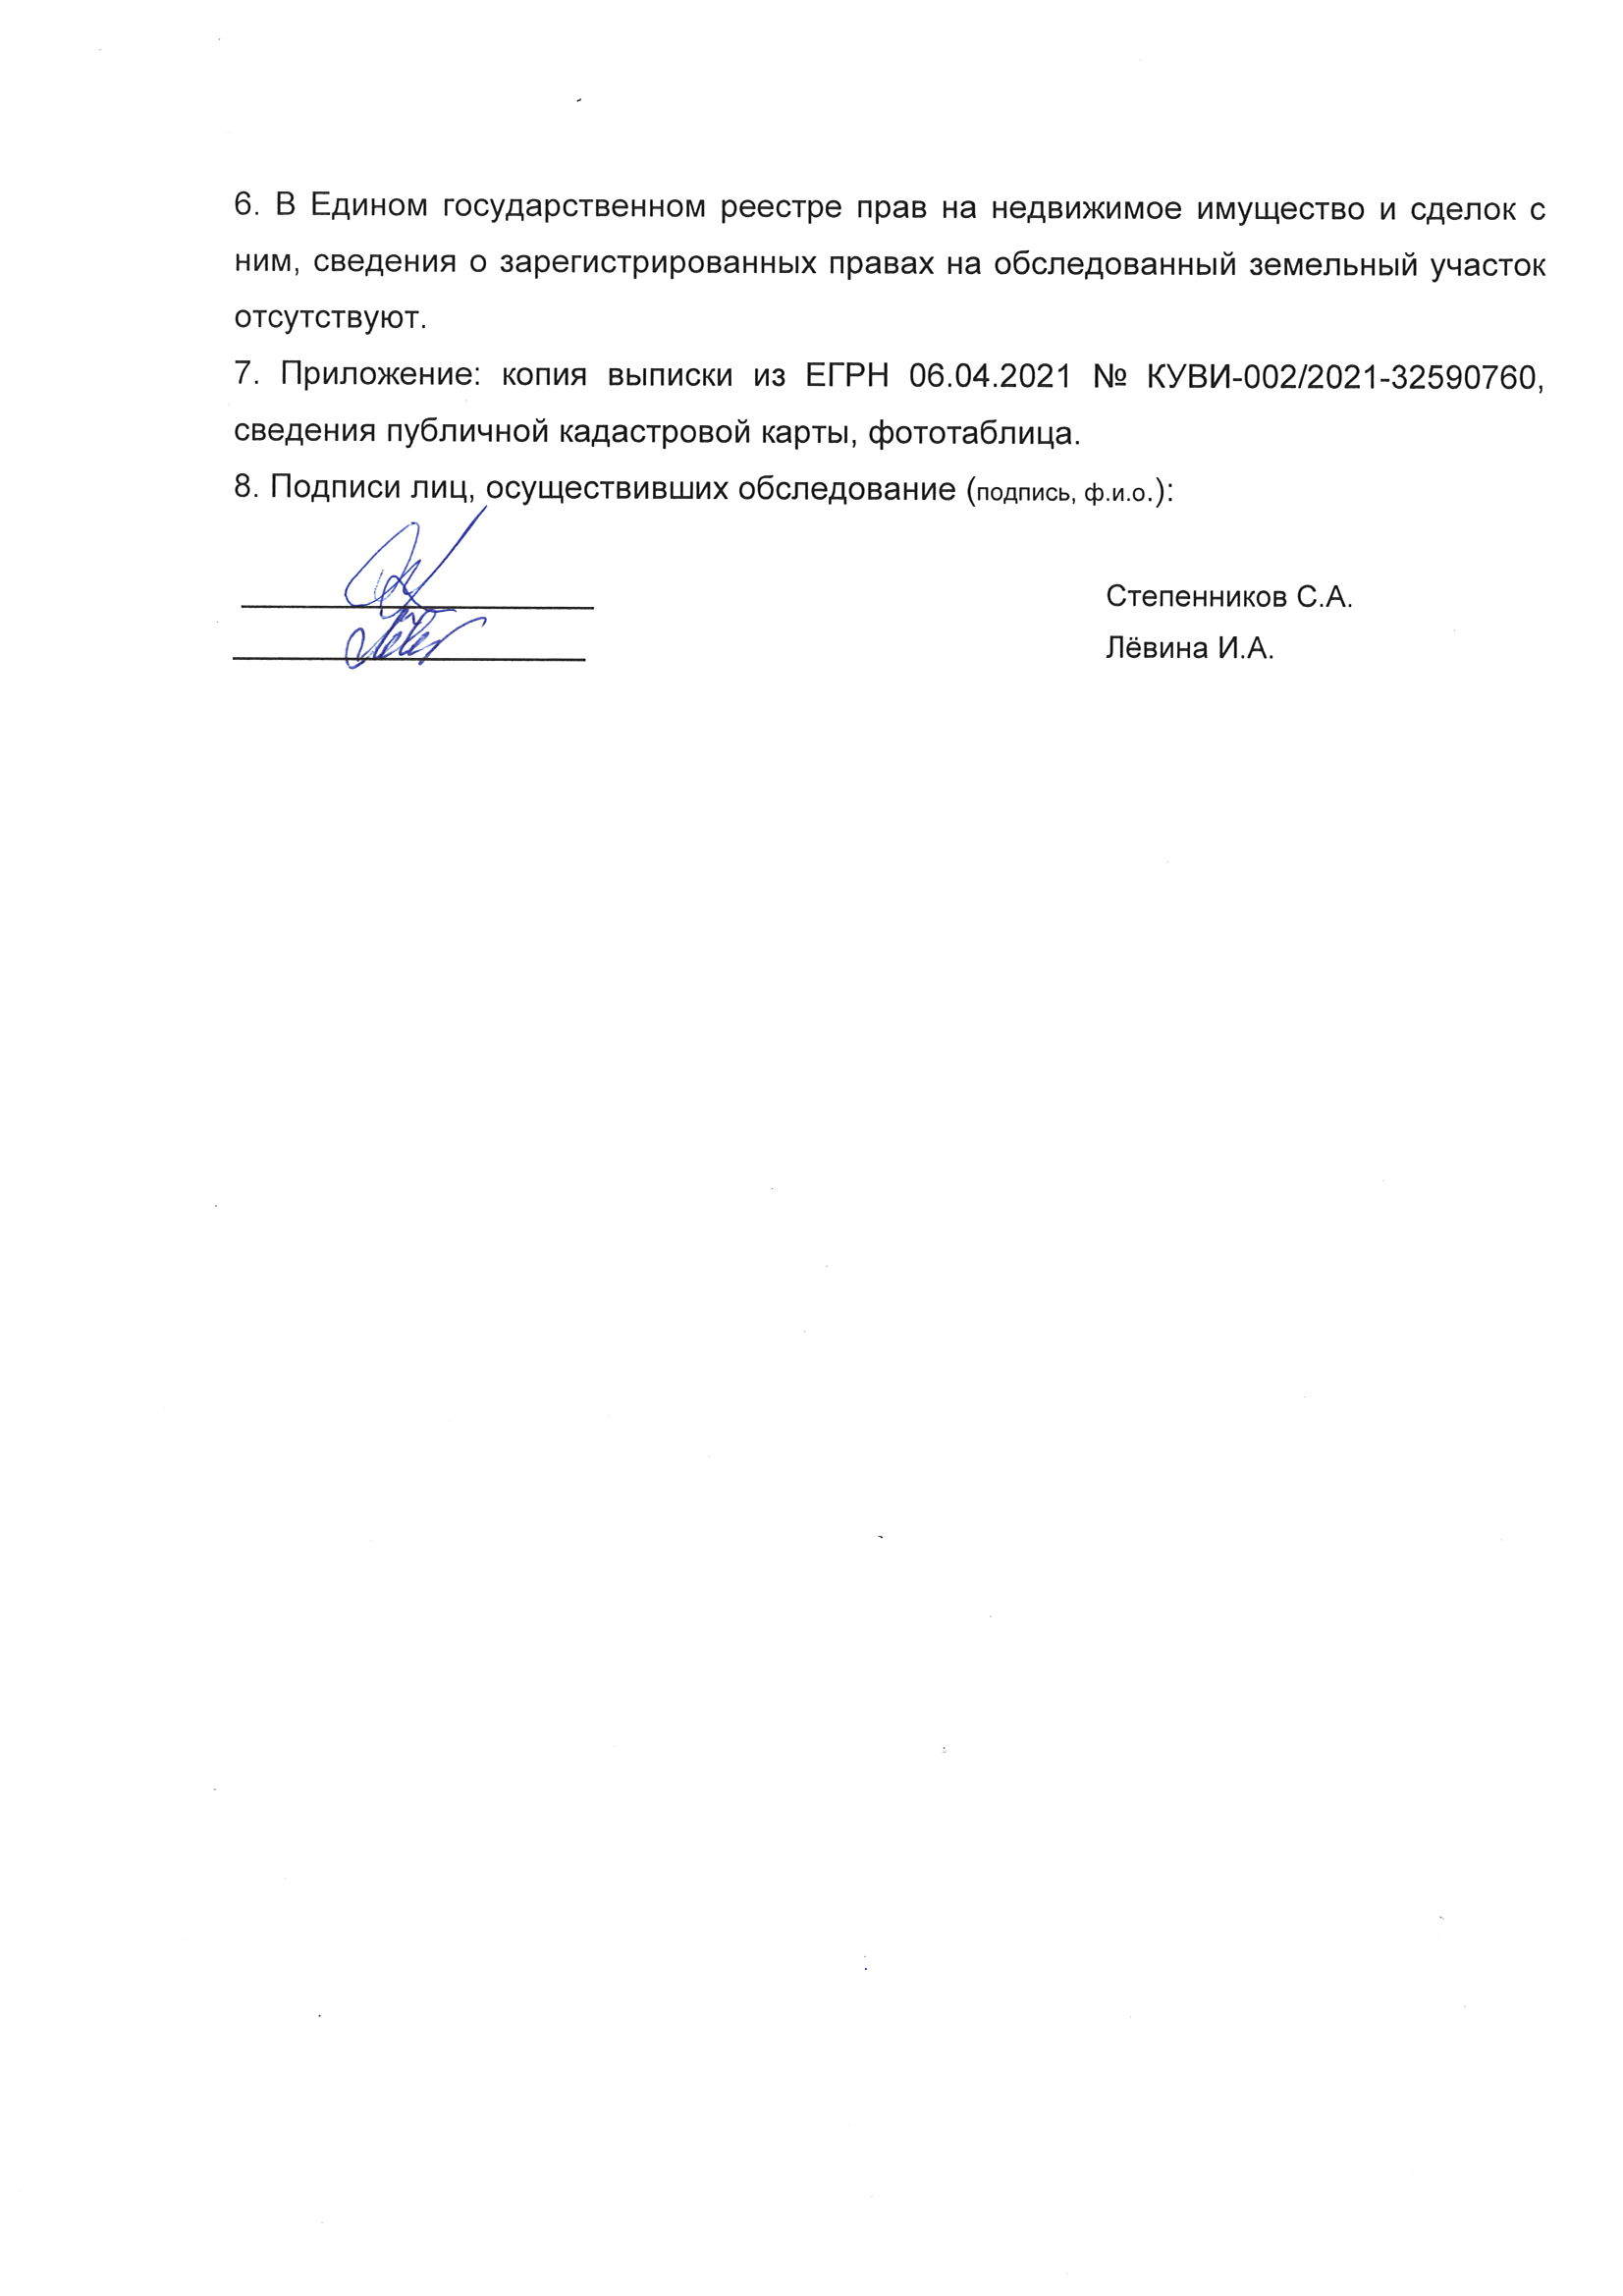 6. В Едином государственном реестре прав на недвижимое имущество и сделок с
ним, сведения о зарегистрированных правах на обследованный земельный участок
отсутствуют.
7. Приложение: копия выписки из ЕГРН 06.04.2021 № КУВИ-002/2021-32590760,
сведения публичной кадастровой карты, фототаблица.
8. Подписи лиц, осуществивших обследование (подпись, ф.и.о.):
Степенников С.А.
Лёвина И.А.